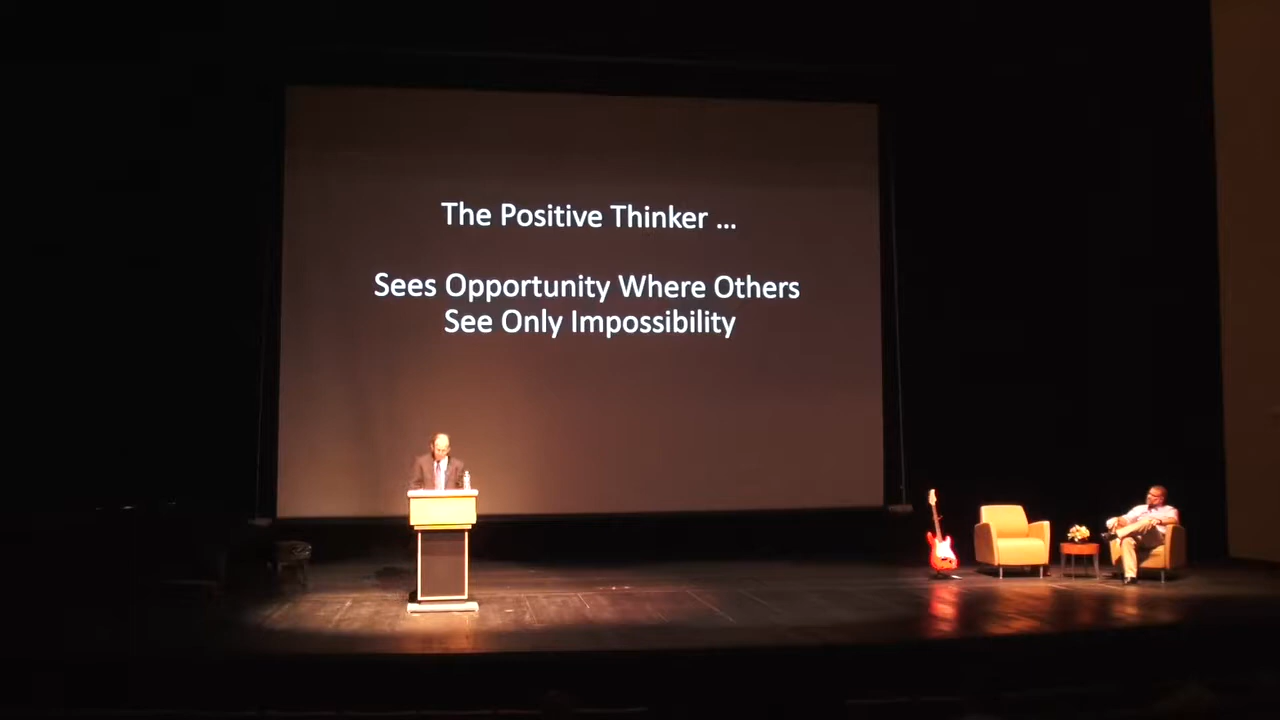 The Positive Thinker ...
Sees Opportunity Where Others
See Only Impossibility